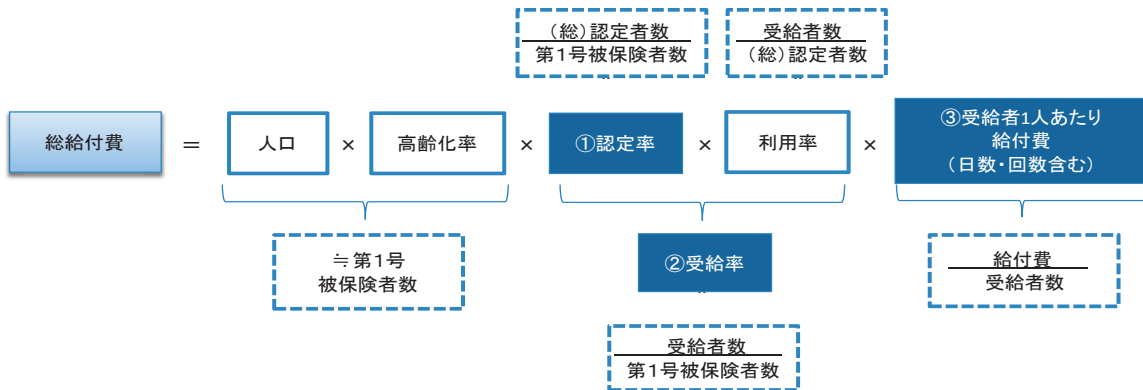 (総)認定者数
第1号被保険者数
受給者数
(総)認定者数
総給付費
=
人口
×
高齢化率
×
①認定率
×
利用率
×
③受給者1人あたり
給付費
(日数・回数含む)
≒第1号
被保険者数
②受給率
給付費
受給者数
受給者数
第1号被保険者数